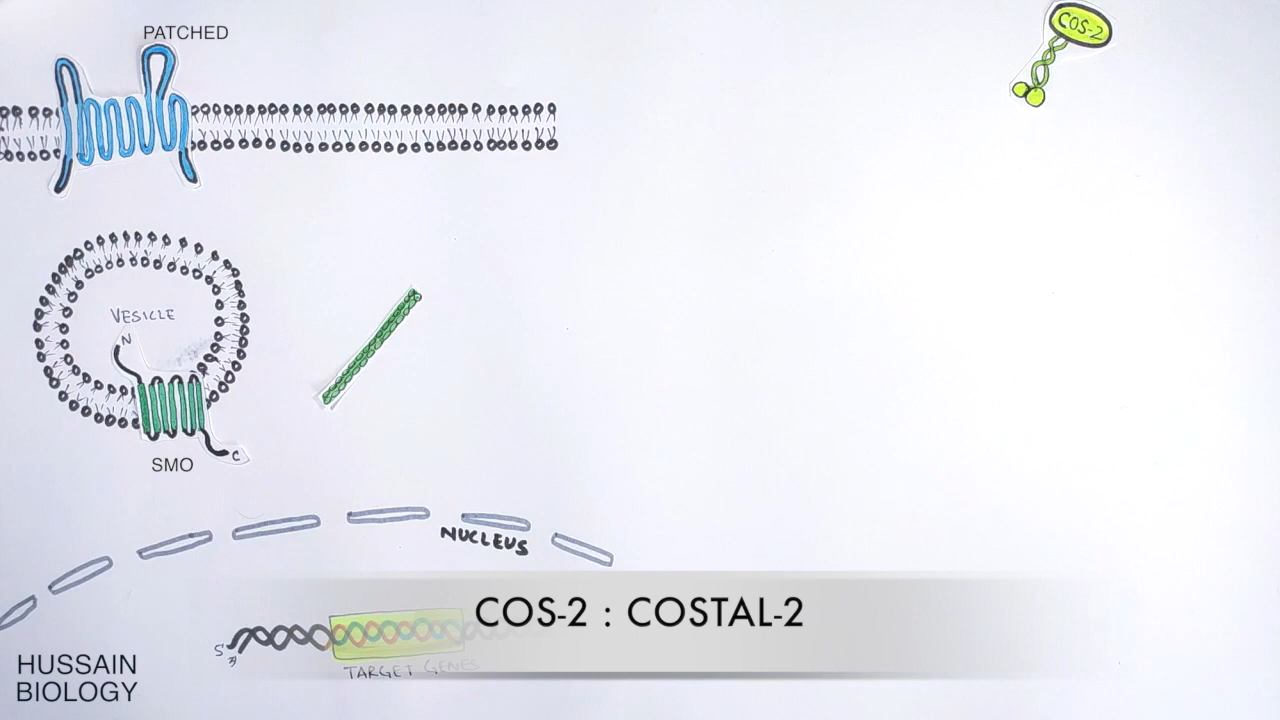 PATCHED
COS-2
VESICLE
N
C
SMO
NUCLEUS
COS-2 : COSTAL-2
5'
3'
TARGET GENES
HUSSAIN
BIOLOGY